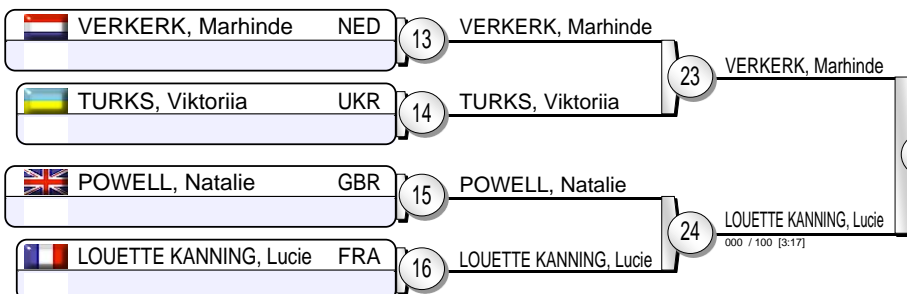 VERKERK, Marhinde NED 13 VERKERK, Marhinde
23 VERKERK, Marhinde
TURKS, Viktoriia UKR 14 TURKS, Viktoriia
POWELL, Natalie GBR 15 POWELL, Natalie
24 LOUETTE KANNING, Lucie
000 / 100 [3:17]
LOUETTE KANNING, Lucie FRA 16 LOUETTE KANNING, Lucie